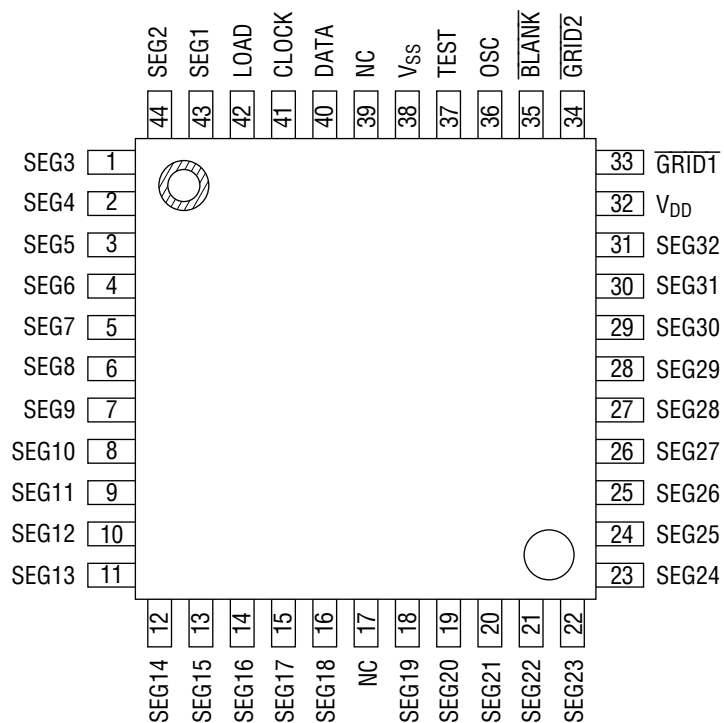 SEG2
SEG1
LOAD
CLOCK
DATA
NC
VSS
TEST
OSC
BLANK
GRID2
44
43
42
41
40
39
38
37
36
35
34
SEG3 1
SEG4 2
SEG5 3
SEG6 4
SEG7 5
SEG8 6
SEG9 7
SEG10 8
SEG11 9
SEG12 10
SEG13 11
33 GRID1
32 VDD
31 SEG32
30 SEG31
29 SEG30
28 SEG29
27 SEG28
26 SEG27
25 SEG26
24 SEG25
23 SEG24
12
13
14
15
16
17
18
19
20
21
22
SEG14
SEG15
SEG16
SEG17
SEG18
NC
SEG19
SEG20
SEG21
SEG22
SEG23